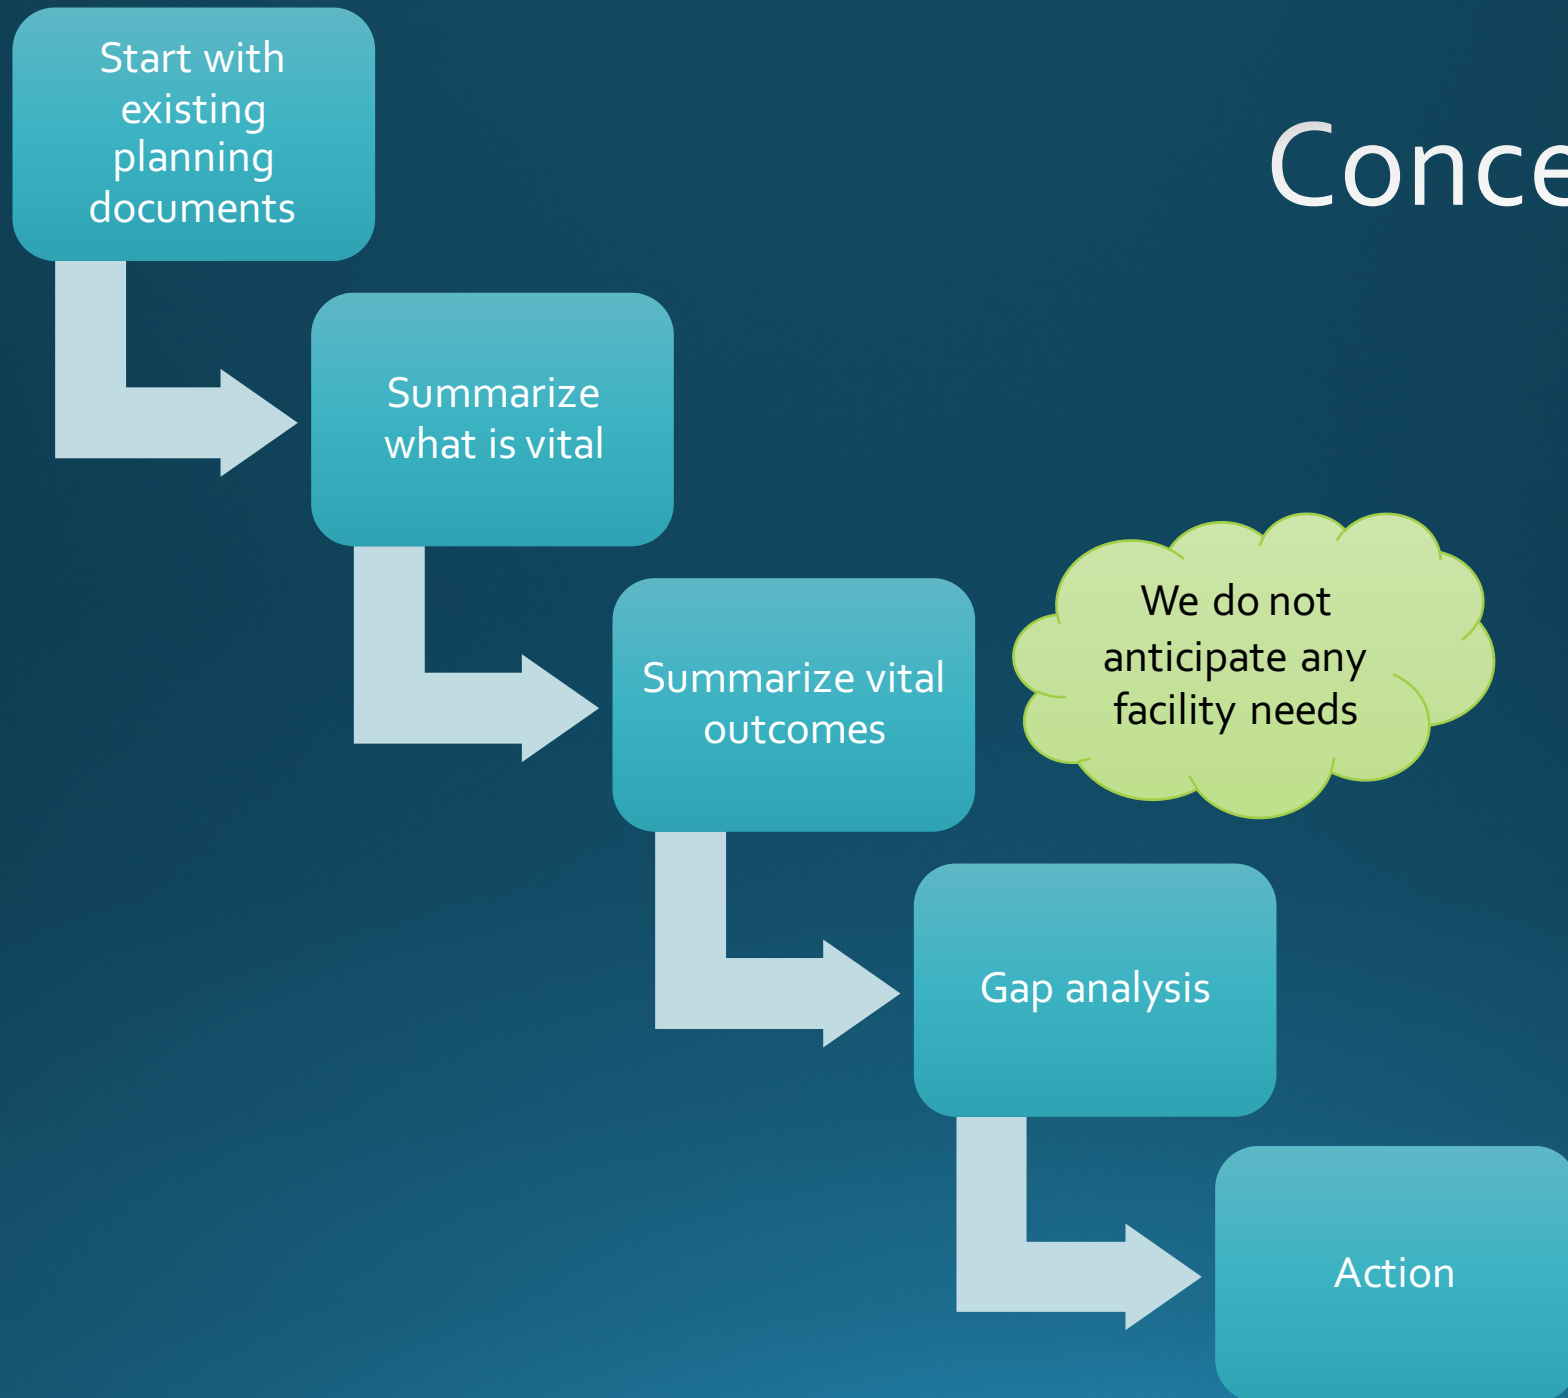 Start with
existing
planning
documents
Conce
Summarize
what is vital
We do not
anticipate any
facility needs
Summarize vital
outcomes
Gap analysis
Action